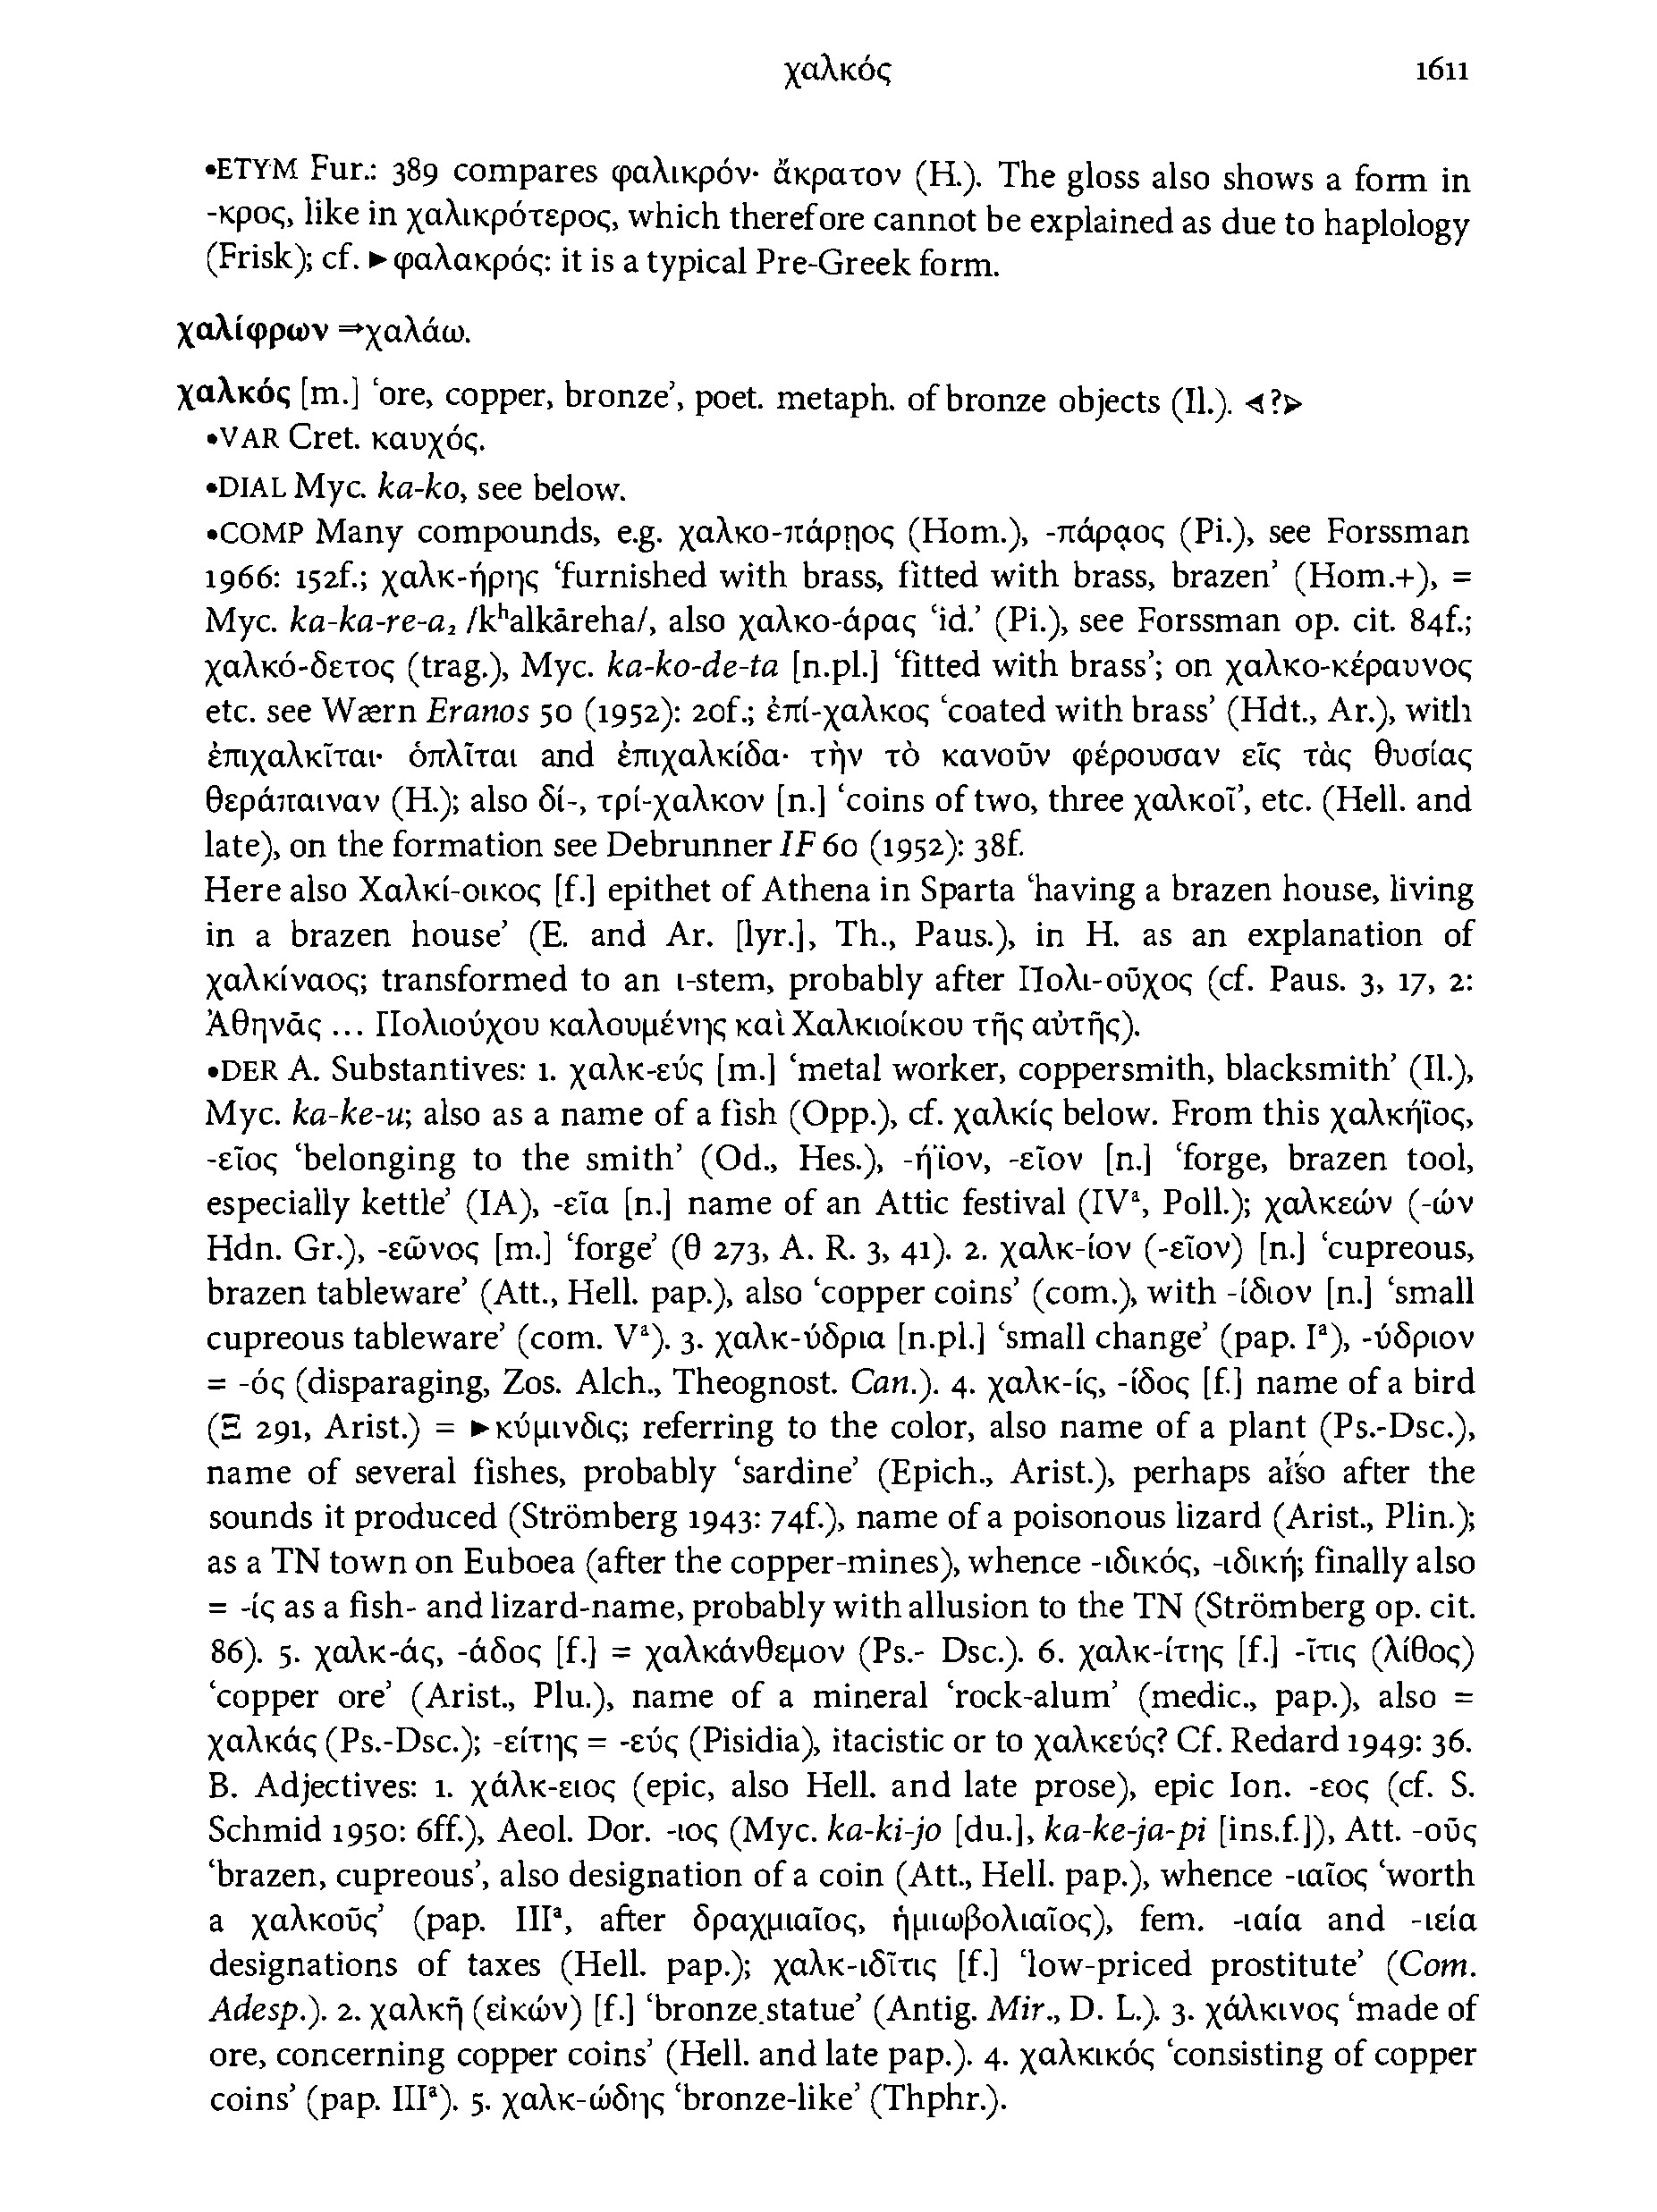 χαλκός 1611
•ETYM Fur.: 389 compares φαλικρόν· ἄκρατον (H.). The gloss also shows a form in
-κρος, like in χαλικρότερος, which therefore cannot be explained as due to haplology
(Frisk); cf. ►φαλακρός: it is a typical Pre-Greek form.
χαλίφρων ⇒χαλάω.
χαλκός [m.] ‘ore, copper, bronze’, poet. metaph. of bronze objects (Il.). ⊲?⊳
•VAR Cret. καυχός.
•DIAL Myc. ka-ko, see below.
•COMP Many compounds, e.g. χαλκο-πάρῃος (Hom.), -πάρᾳος (Pi.), see Forssman
1966: 152f.; χαλκ-ήρης ‘furnished with brass, fitted with brass, brazen’ (Hom.+), =
Myc. ka-ka-re-a₂ /kʰalkāreha/, also χαλκο-άρας ‘id.’ (Pi.), see Forssman op. cit. 84f.;
χαλκό-δετος (trag.), Myc. ka-ko-de-ta [n.pl.] ‘fitted with brass’; on χαλκο-κέραυνος
etc. see Wærn Eranos 50 (1952): 20f.; ἐπί-χαλκος ‘coated with brass’ (Hdt., Ar.), with
ἐπιχαλκῖται· ὁπλῖται and ἐπιχαλκίδα· τὴν τὸ κανοῦν φέρουσαν εἰς τὰς θυσίας
θεράπαιναν (H.); also δί-, τρί-χαλκον [n.] ‘coins of two, three χαλκοῖ’, etc. (Hell. and
late), on the formation see Debrunner IF 60 (1952): 38f.
Here also Χαλκί-οικος [f.] epithet of Athena in Sparta ‘having a brazen house, living
in a brazen house’ (E. and Ar. [lyr.], Th., Paus.), in H. as an explanation of
χαλκίναος; transformed to an ι-stem, probably after Πολι-οῦχος (cf. Paus. 3, 17, 2:
Ἀθηνᾶς ... Πολιούχου καλουμένης καὶ Χαλκιοίκου τῆς αὐτῆς).
•DER A. Substantives: 1. χαλκ-εύς [m.] ‘metal worker, coppersmith, blacksmith’ (Il.),
Myc. ka-ke-u; also as a name of a fish (Opp.), cf. χαλκίς below. From this χαλκήϊος,
-εῖος ‘belonging to the smith’ (Od., Hes.), -ήϊον, -εῖον [n.] ‘forge, brazen tool,
especially kettle’ (IA), -εῖα [n.] name of an Attic festival (IVᵃ, Poll.); χαλκεών (-ών
Hdn. Gr.), -εῶνος [m.] ‘forge’ (θ 273, A. R. 3, 41). 2. χαλκ-ίον (-εῖον) [n.] ‘cupreous,
brazen tableware’ (Att., Hell. pap.), also ‘copper coins’ (com.), with -ίδιον [n.] ‘small
cupreous tableware’ (com. Vᵃ). 3. χαλκ-ύδρια [n.pl.] ‘small change’ (pap. Iᵃ), -ύδριον
= -ός (disparaging, Zos. Alch., Theognost. Can.). 4. χαλκ-ίς, -ίδος [f.] name of a bird
(Ξ 291, Arist.) = ►κύμινδις; referring to the color, also name of a plant (Ps.-Dsc.),
name of several fishes, probably ‘sardine’ (Epich., Arist.), perhaps also after the
sounds it produced (Strömberg 1943: 74f.), name of a poisonous lizard (Arist., Plin.);
as a TN town on Euboea (after the copper-mines), whence -ιδικός, -ιδική; finally also
= -ίς as a fish- and lizard-name, probably with allusion to the TN (Strömberg op. cit.
86). 5. χαλκ-άς, -άδος [f.] = χαλκάνθεμον (Ps.- Dsc.). 6. χαλκ-ίτης [f.] -ῖτις (λίθος)
‘copper ore’ (Arist., Plu.), name of a mineral ‘rock-alum’ (medic., pap.), also =
χαλκάς (Ps.-Dsc.); -είτης = -εύς (Pisidia), itacistic or to χαλκεύς? Cf. Redard 1949: 36.
B. Adjectives: 1. χάλκ-ειος (epic, also Hell. and late prose), epic Ion. -εος (cf. S.
Schmid 1950: 6ff.), Aeol. Dor. -ιος (Myc. ka-ki-jo [du.], ka-ke-ja-pi [ins.f.]), Att. -οῦς
‘brazen, cupreous’, also designation of a coin (Att., Hell. pap.), whence -ιαῖος ‘worth
a χαλκοῦς’ (pap. IIIᵃ, after δραχμιαῖος, ἡμιωβολιαῖος), fem. -ιαία and -ιεία
designations of taxes (Hell. pap.); χαλκ-ιδῖτις [f.] ‘low-priced prostitute’ (Com.
Adesp.). 2. χαλκῆ (εἰκών) [f.] ‘bronze statue’ (Antig. Mir., D. L.). 3. χάλκινος ‘made of
ore, concerning copper coins’ (Hell. and late pap.). 4. χαλκικός ‘consisting of copper
coins’ (pap. IIIᵃ). 5. χαλκ-ώδης ‘bronze-like’ (Thphr.).